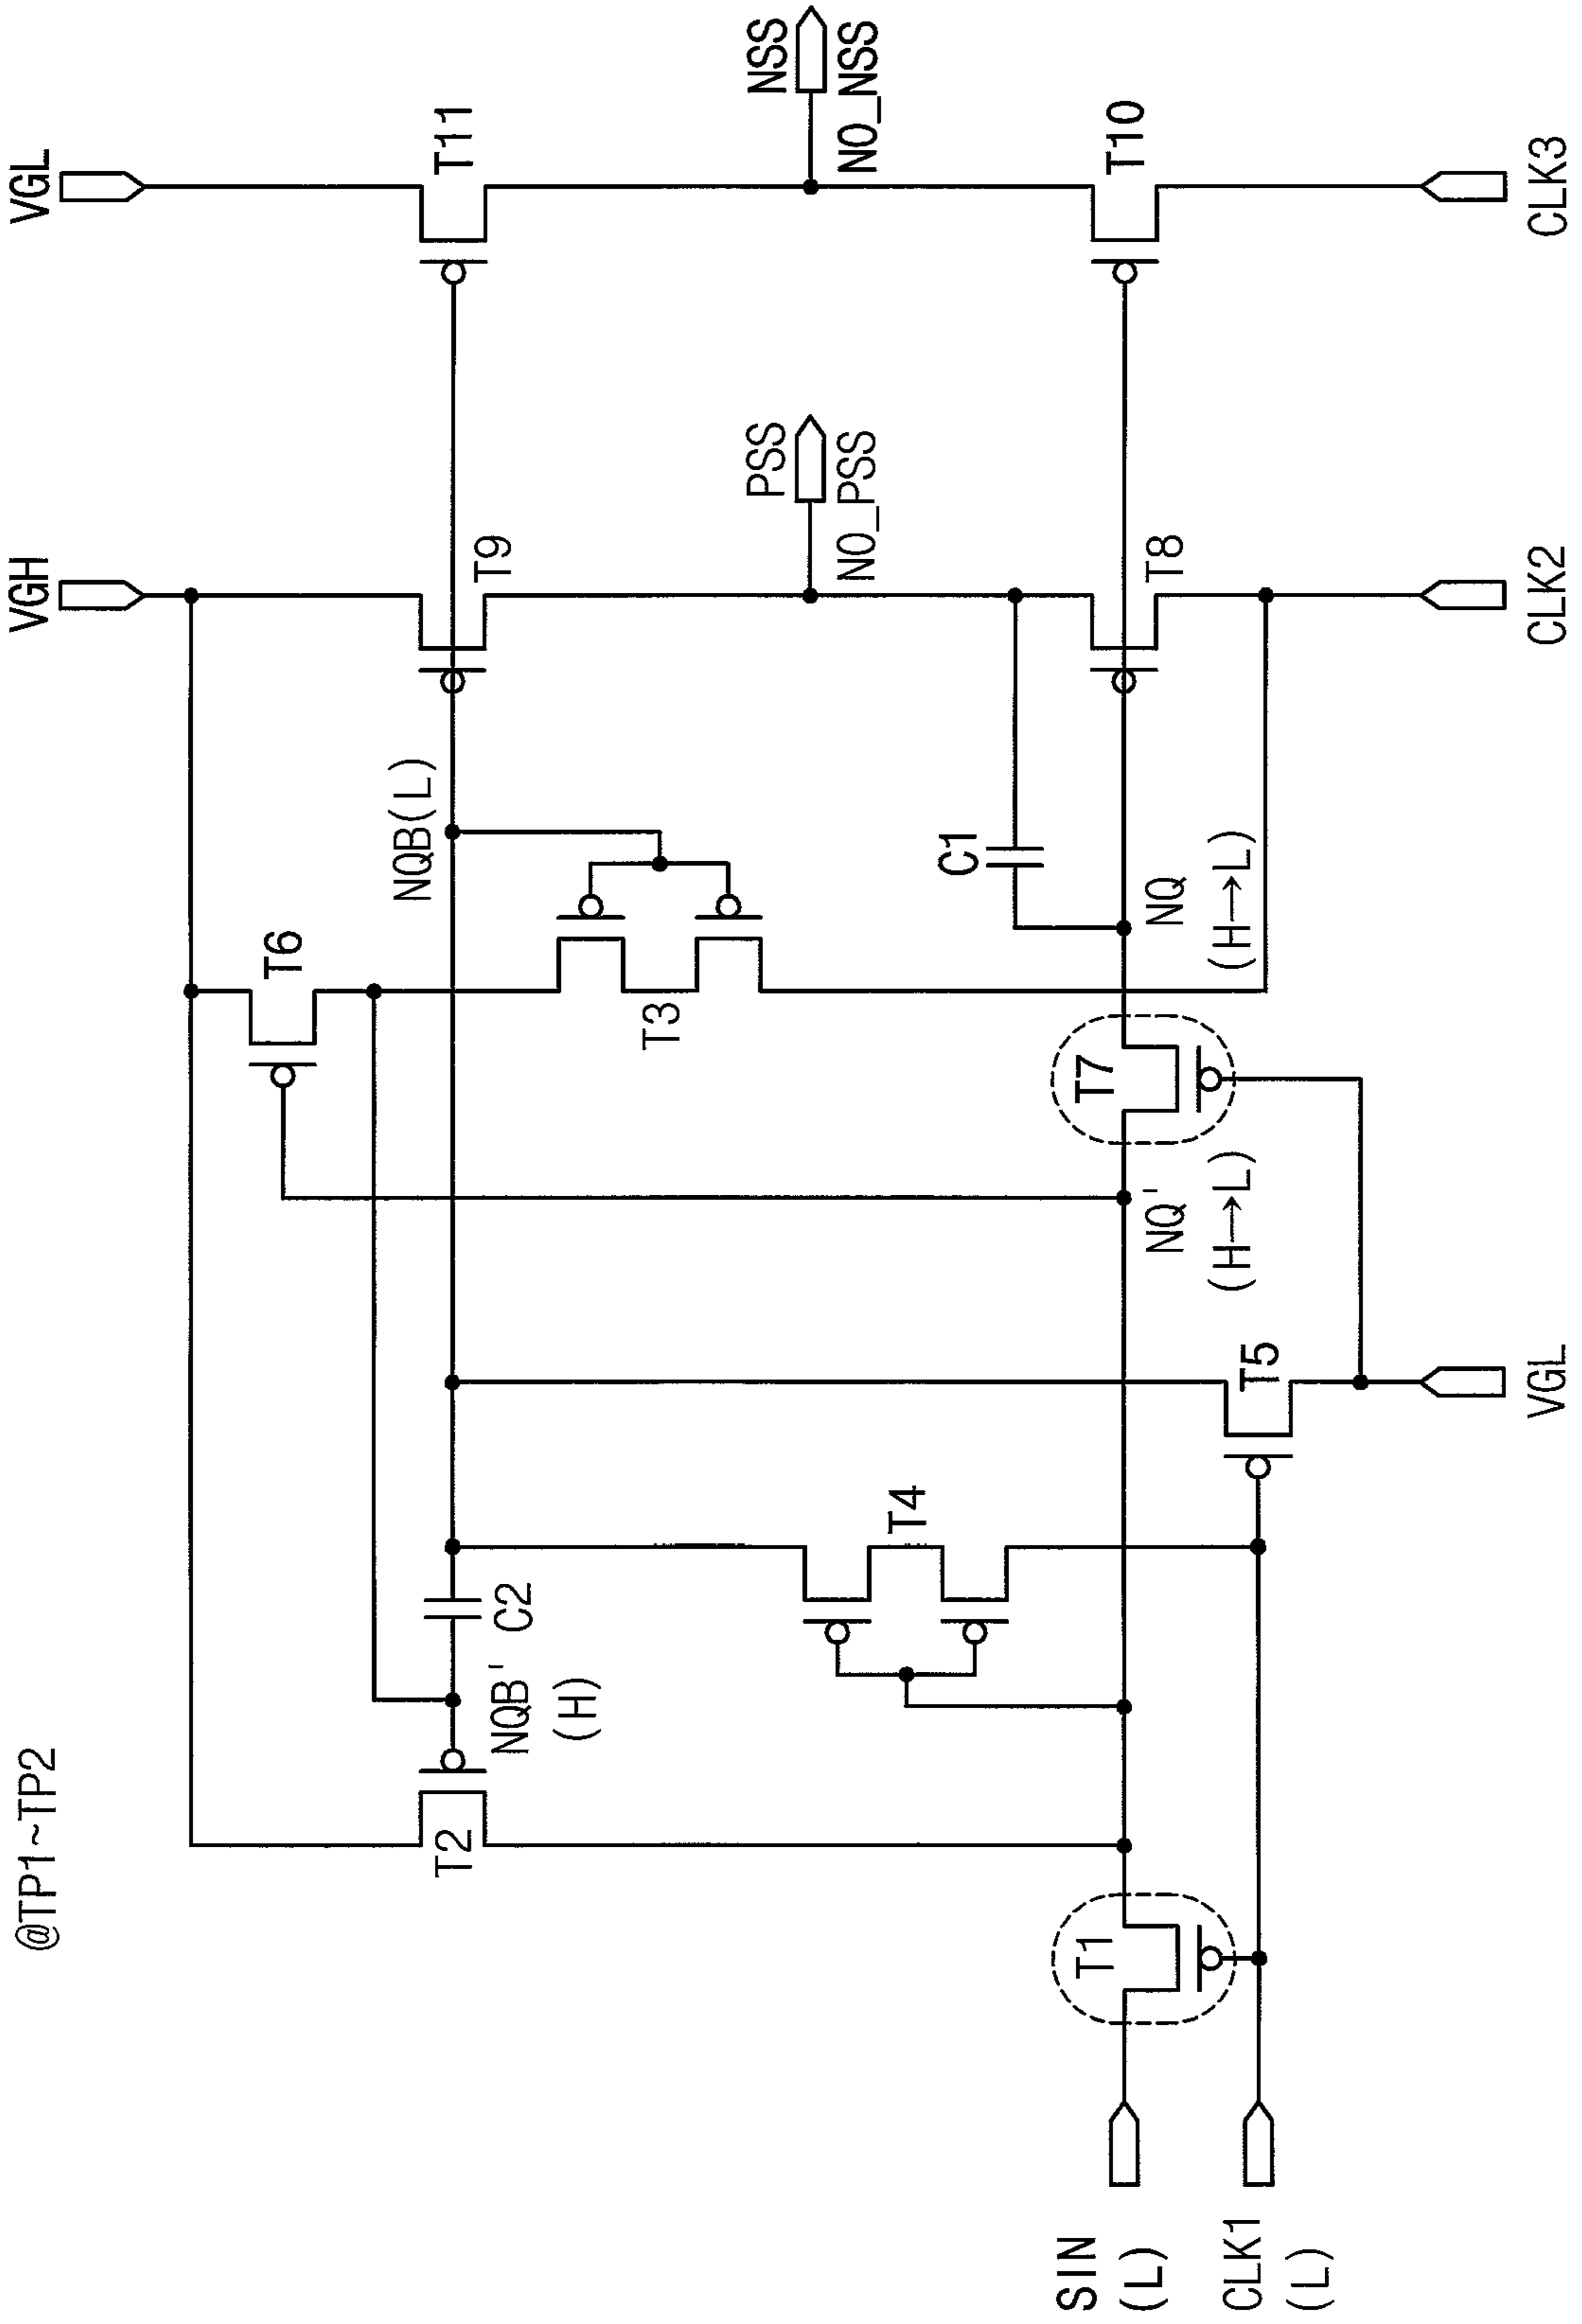 @TP1~TP2
VGH
VGL
T6
T2
NQB'
(H)
C2
NQB(L)
T9
T11
T4
T3
PSS
NO_PSS
NSS
NO_NSS
C1
SIN
(L)
T1
NQ'
(H→L)
T7
NQ
(H→L)
T8
T10
CLK1
(L)
T5
VGL
CLK2
CLK3